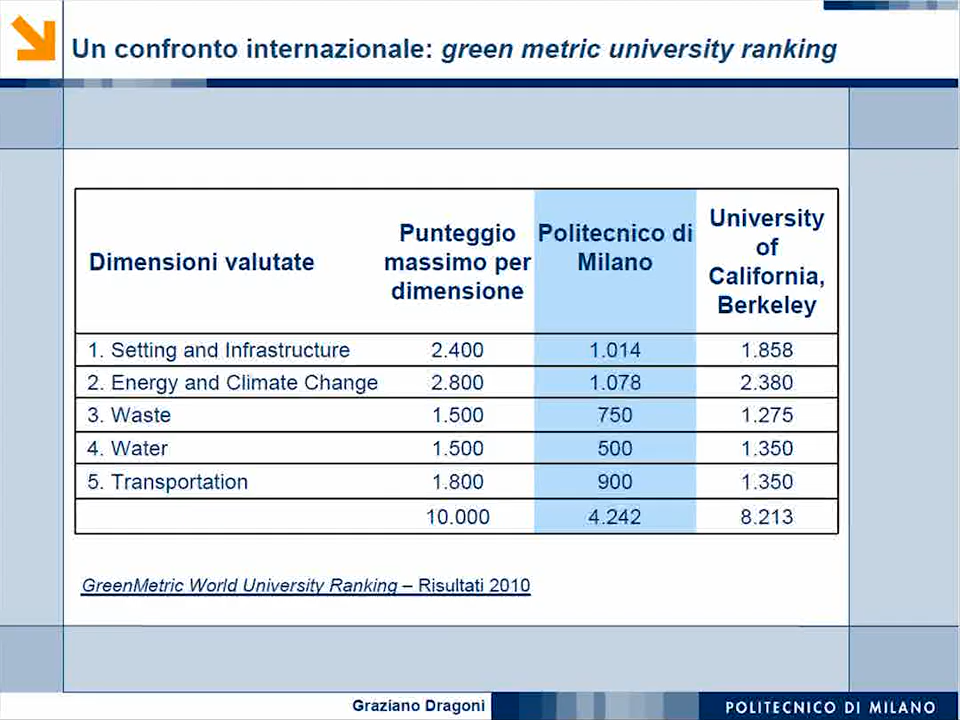 Un confronto internazionale: green metric university ranking
Dimensioni valutate
Punteggio
massimo per
dimensione
Politecnico di
Milano
University
of
California,
Berkeley
1. Setting and Infrastructure 2.400 1.014 1.858
2. Energy and Climate Change 2.800 1.078 2.380
3. Waste 1.500 750 1.275
4. Water 1.500 500 1.350
5. Transportation 1.800 900 1.350
10.000 4.242 8.213
GreenMetric World University Ranking – Risultati 2010
Graziano Dragoni
POLITECNICO DI MILANO